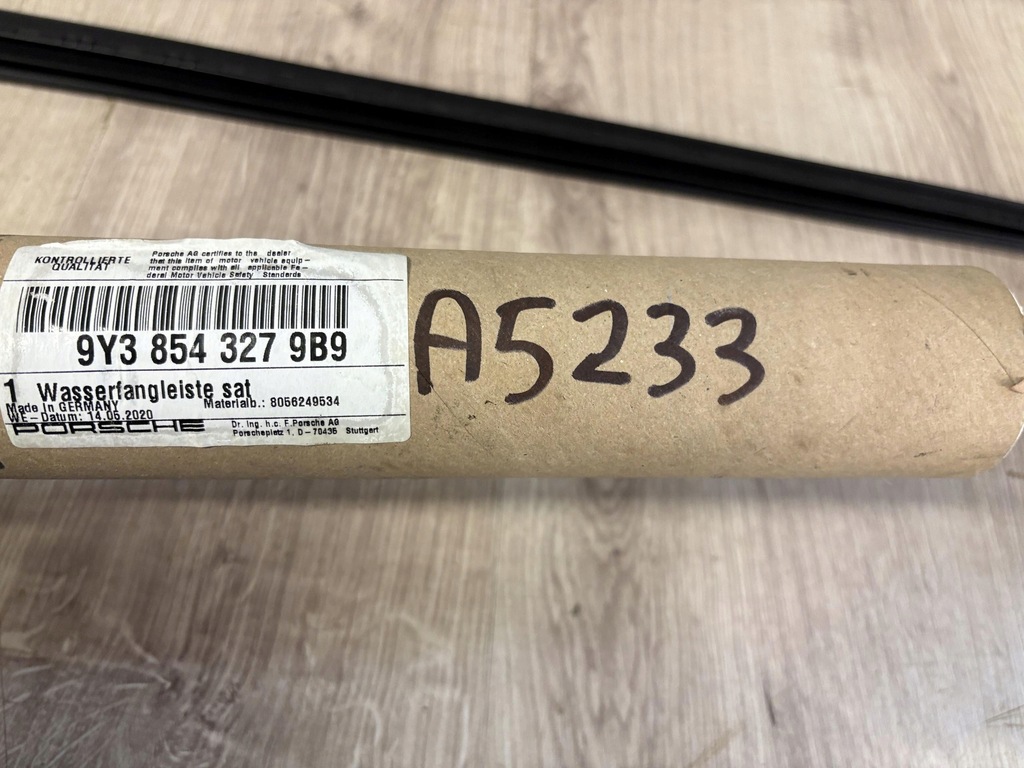 KONTROLLIERTE
QUALITÄT
Porsche AG certifies to the dealer
that this item of motor vehicle equip-
ment complies with all applicable Fe-
deral Motor Vehicle Safety Standards
9Y3 854 327 9B9
1 Wasserfangleiste sat
Made in GERMANY
Materialb.: 8056249534
WE-Datum: 14.05.2020
PORSCHE
Dr. Ing. h.c. F.Porsche AG
Porscheplatz 1, D-70435 Stuttgart
A5233